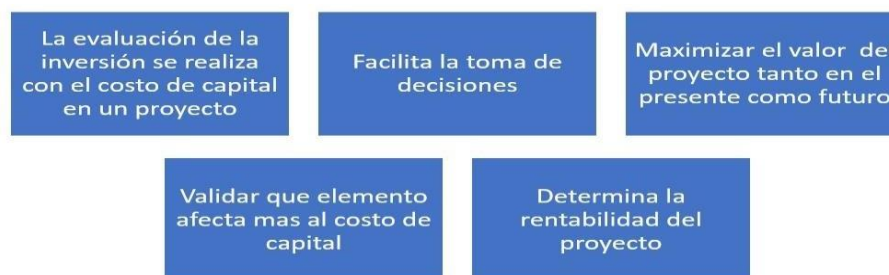 La evaluación de la
inversión se realiza
con el costo de capital
en un proyecto
Facilita la toma de
decisiones
Maximizar el valor de
proyecto tanto en el
presente como futuro
Validar que elemento
afecta mas al costo de
capital
Determina la
rentabilidad del
proyecto